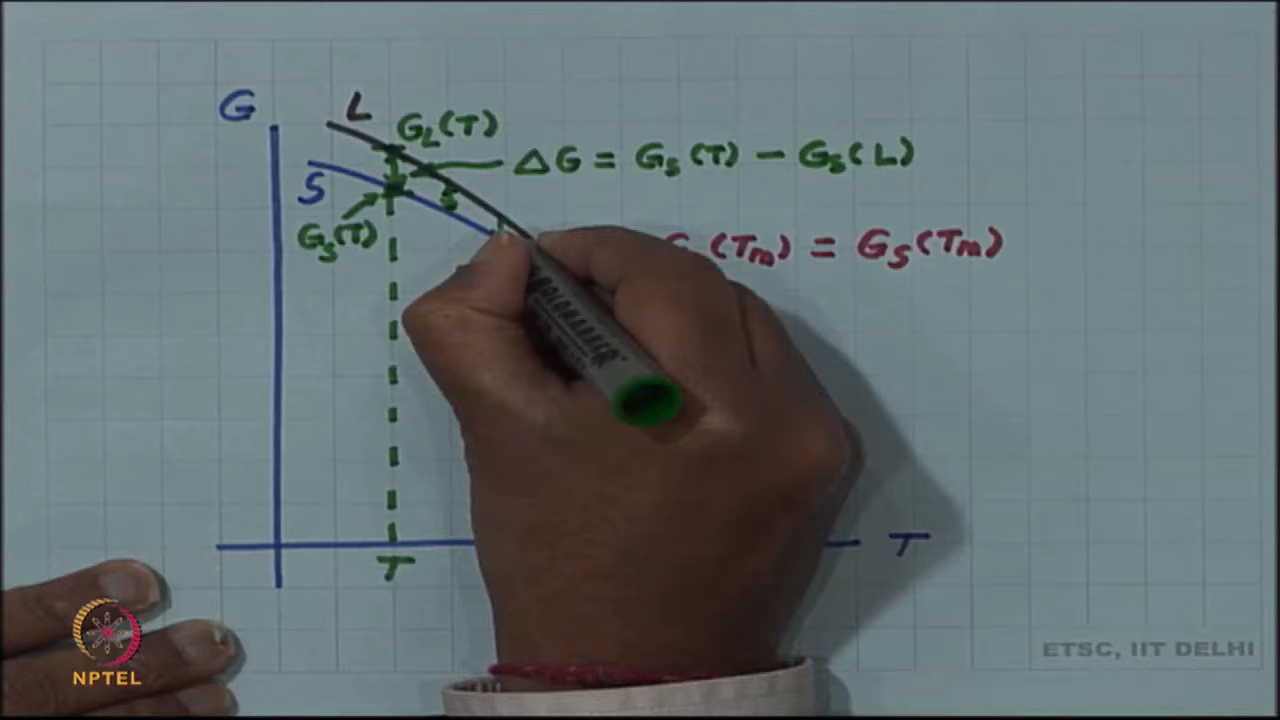 G
L
G_L(T)
ΔG = G_S(T) − G_S(L)
S
G_S(T)
(T_m) = G_S(T_m)
T
T
ETSC, IIT DELHI
NPTEL